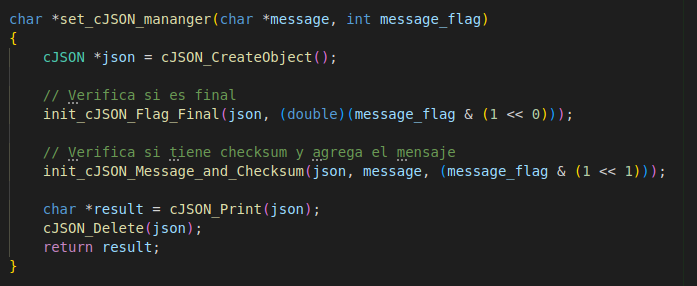 char *set_cJSON_mananger(char *message, int message_flag)
{
cJSON *json = cJSON_CreateObject();
// Verifica si es final
init_cJSON_Flag_Final(json, (double)(message_flag & (1 << 0)));
// Verifica si tiene checksum y agrega el mensaje
init_cJSON_Message_and_Checksum(json, message, (message_flag & (1 << 1)));
char *result = cJSON_Print(json);
cJSON_Delete(json);
return result;
}